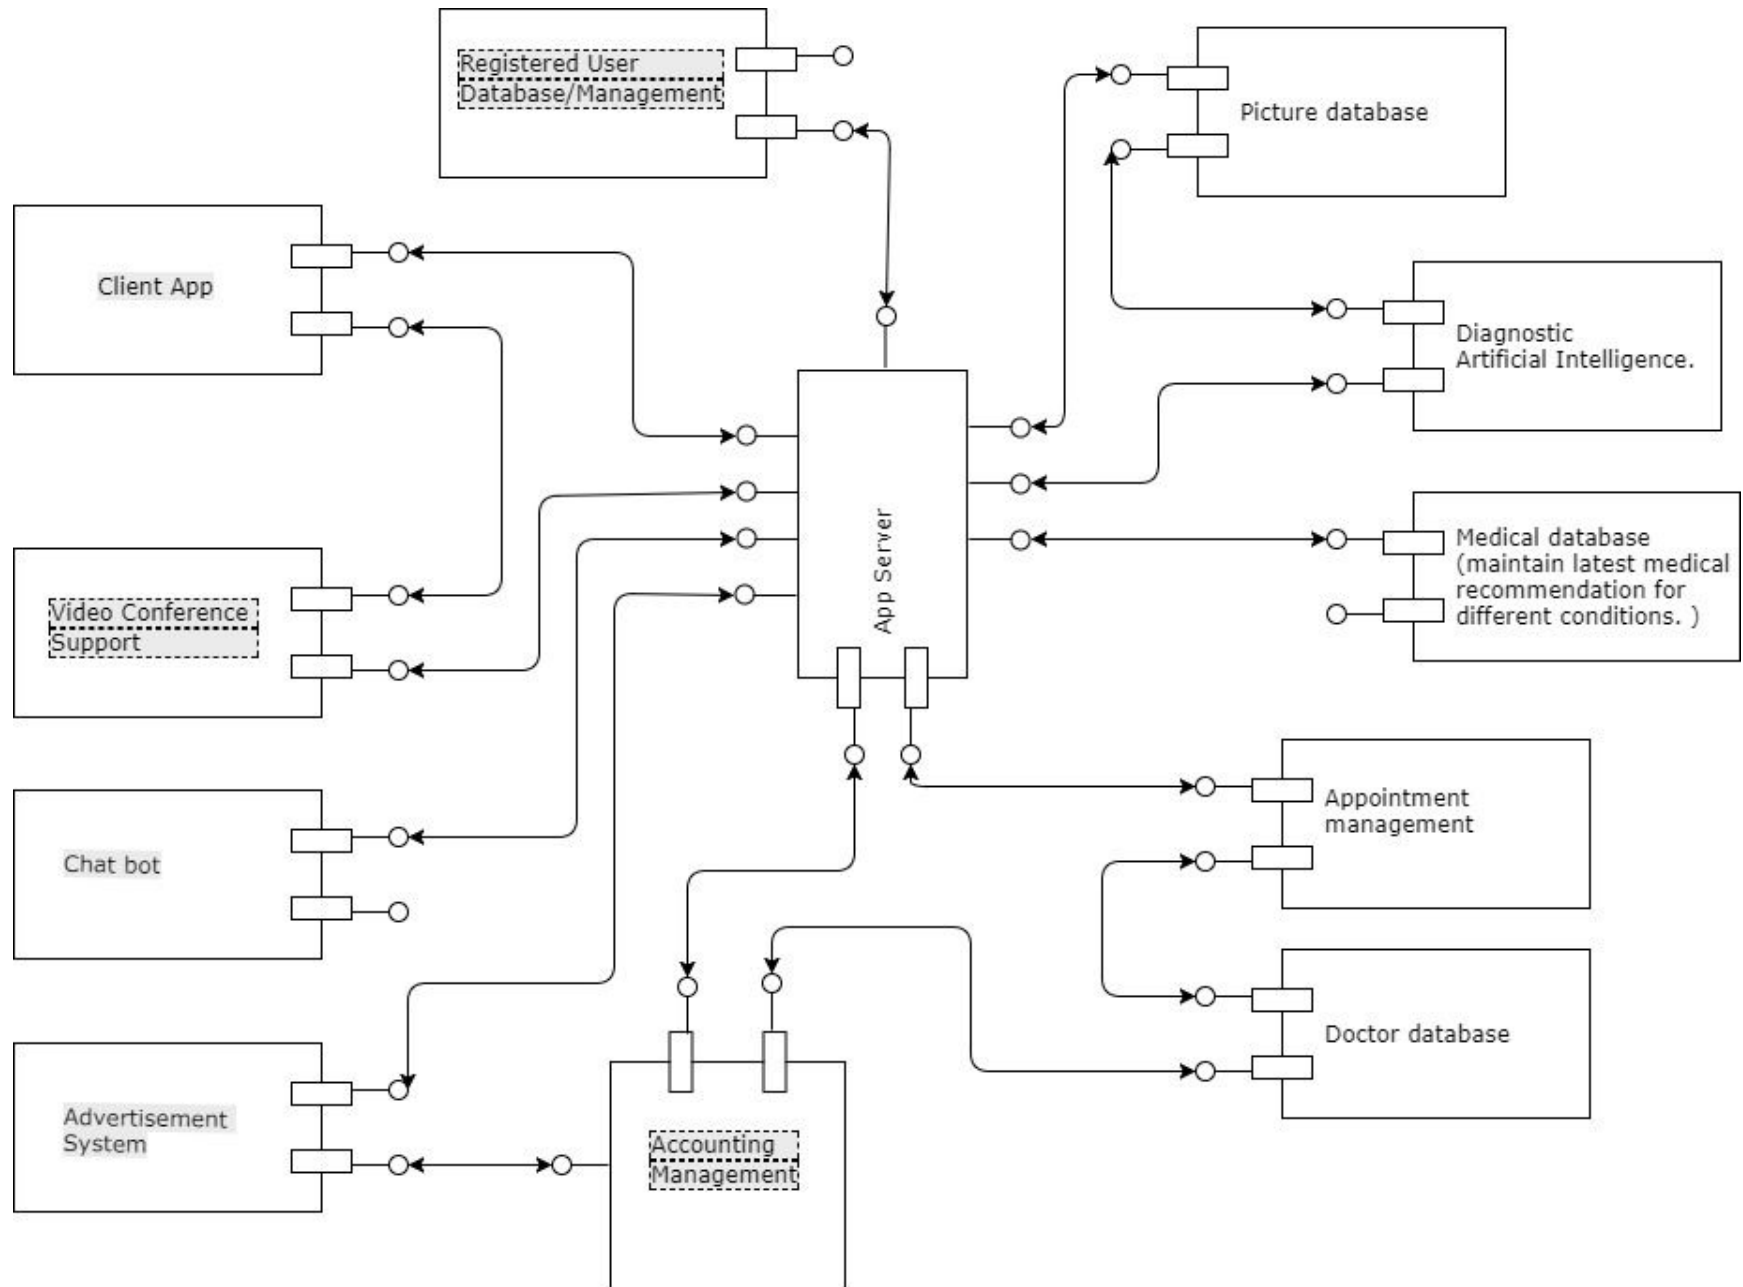 Registered User
Database/Management
Picture database
Client App
Diagnostic
Artificial Intelligence.
App Server
Medical database
(maintain latest medical
recommendation for
different conditions. )
Video Conference
Support
Appointment
management
Chat bot
Doctor database
Advertisement
System
Accounting
Management